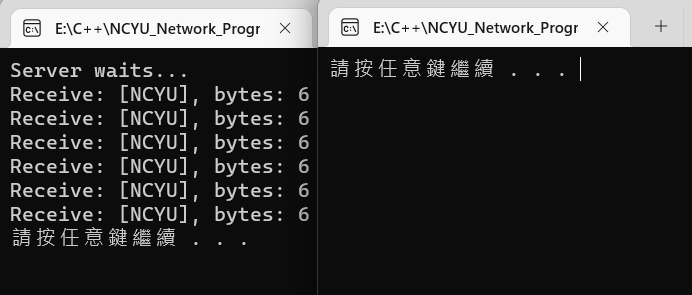 E:\C++\NCYU_Network_Progr
Server waits...
Receive: [NCYU], bytes: 6
Receive: [NCYU], bytes: 6
Receive: [NCYU], bytes: 6
Receive: [NCYU], bytes: 6
Receive: [NCYU], bytes: 6
Receive: [NCYU], bytes: 6
請按任意鍵繼續 . . .
E:\C++\NCYU_Network_Progr
請按任意鍵繼續 . . .